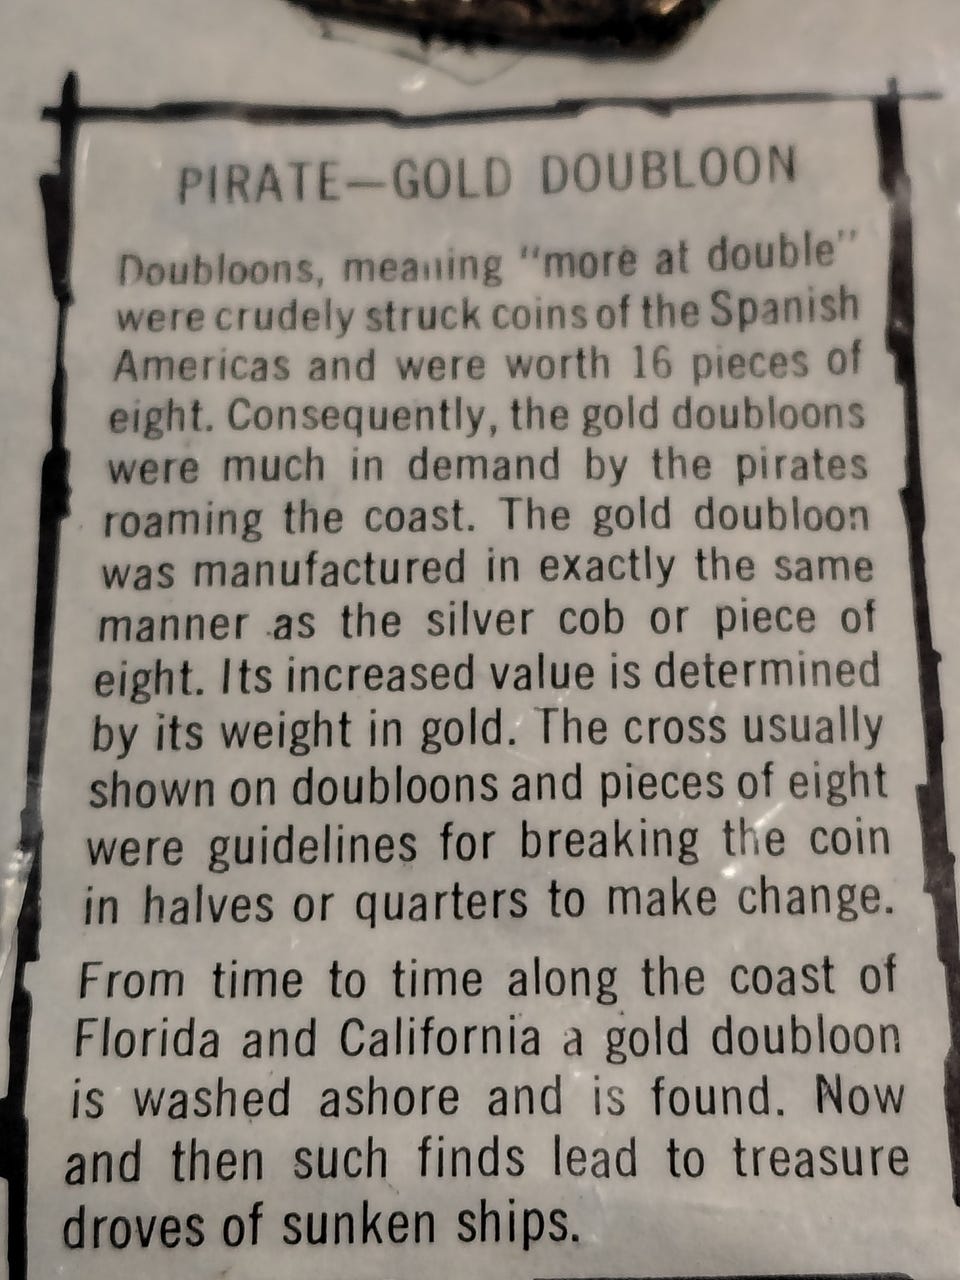 PIRATE—GOLD DOUBLOON
Doubloons, meaning "more at double"
were crudely struck coins of the Spanish
Americas and were worth 16 pieces of
eight. Consequently, the gold doubloons
were much in demand by the pirates
roaming the coast. The gold doubloon
was manufactured in exactly the same
manner as the silver cob or piece of
eight. Its increased value is determined
by its weight in gold. The cross usually
shown on doubloons and pieces of eight
were guidelines for breaking the coin
in halves or quarters to make change.
From time to time along the coast of
Florida and California a gold doubloon
is washed ashore and is found. Now
and then such finds lead to treasure
droves of sunken ships.